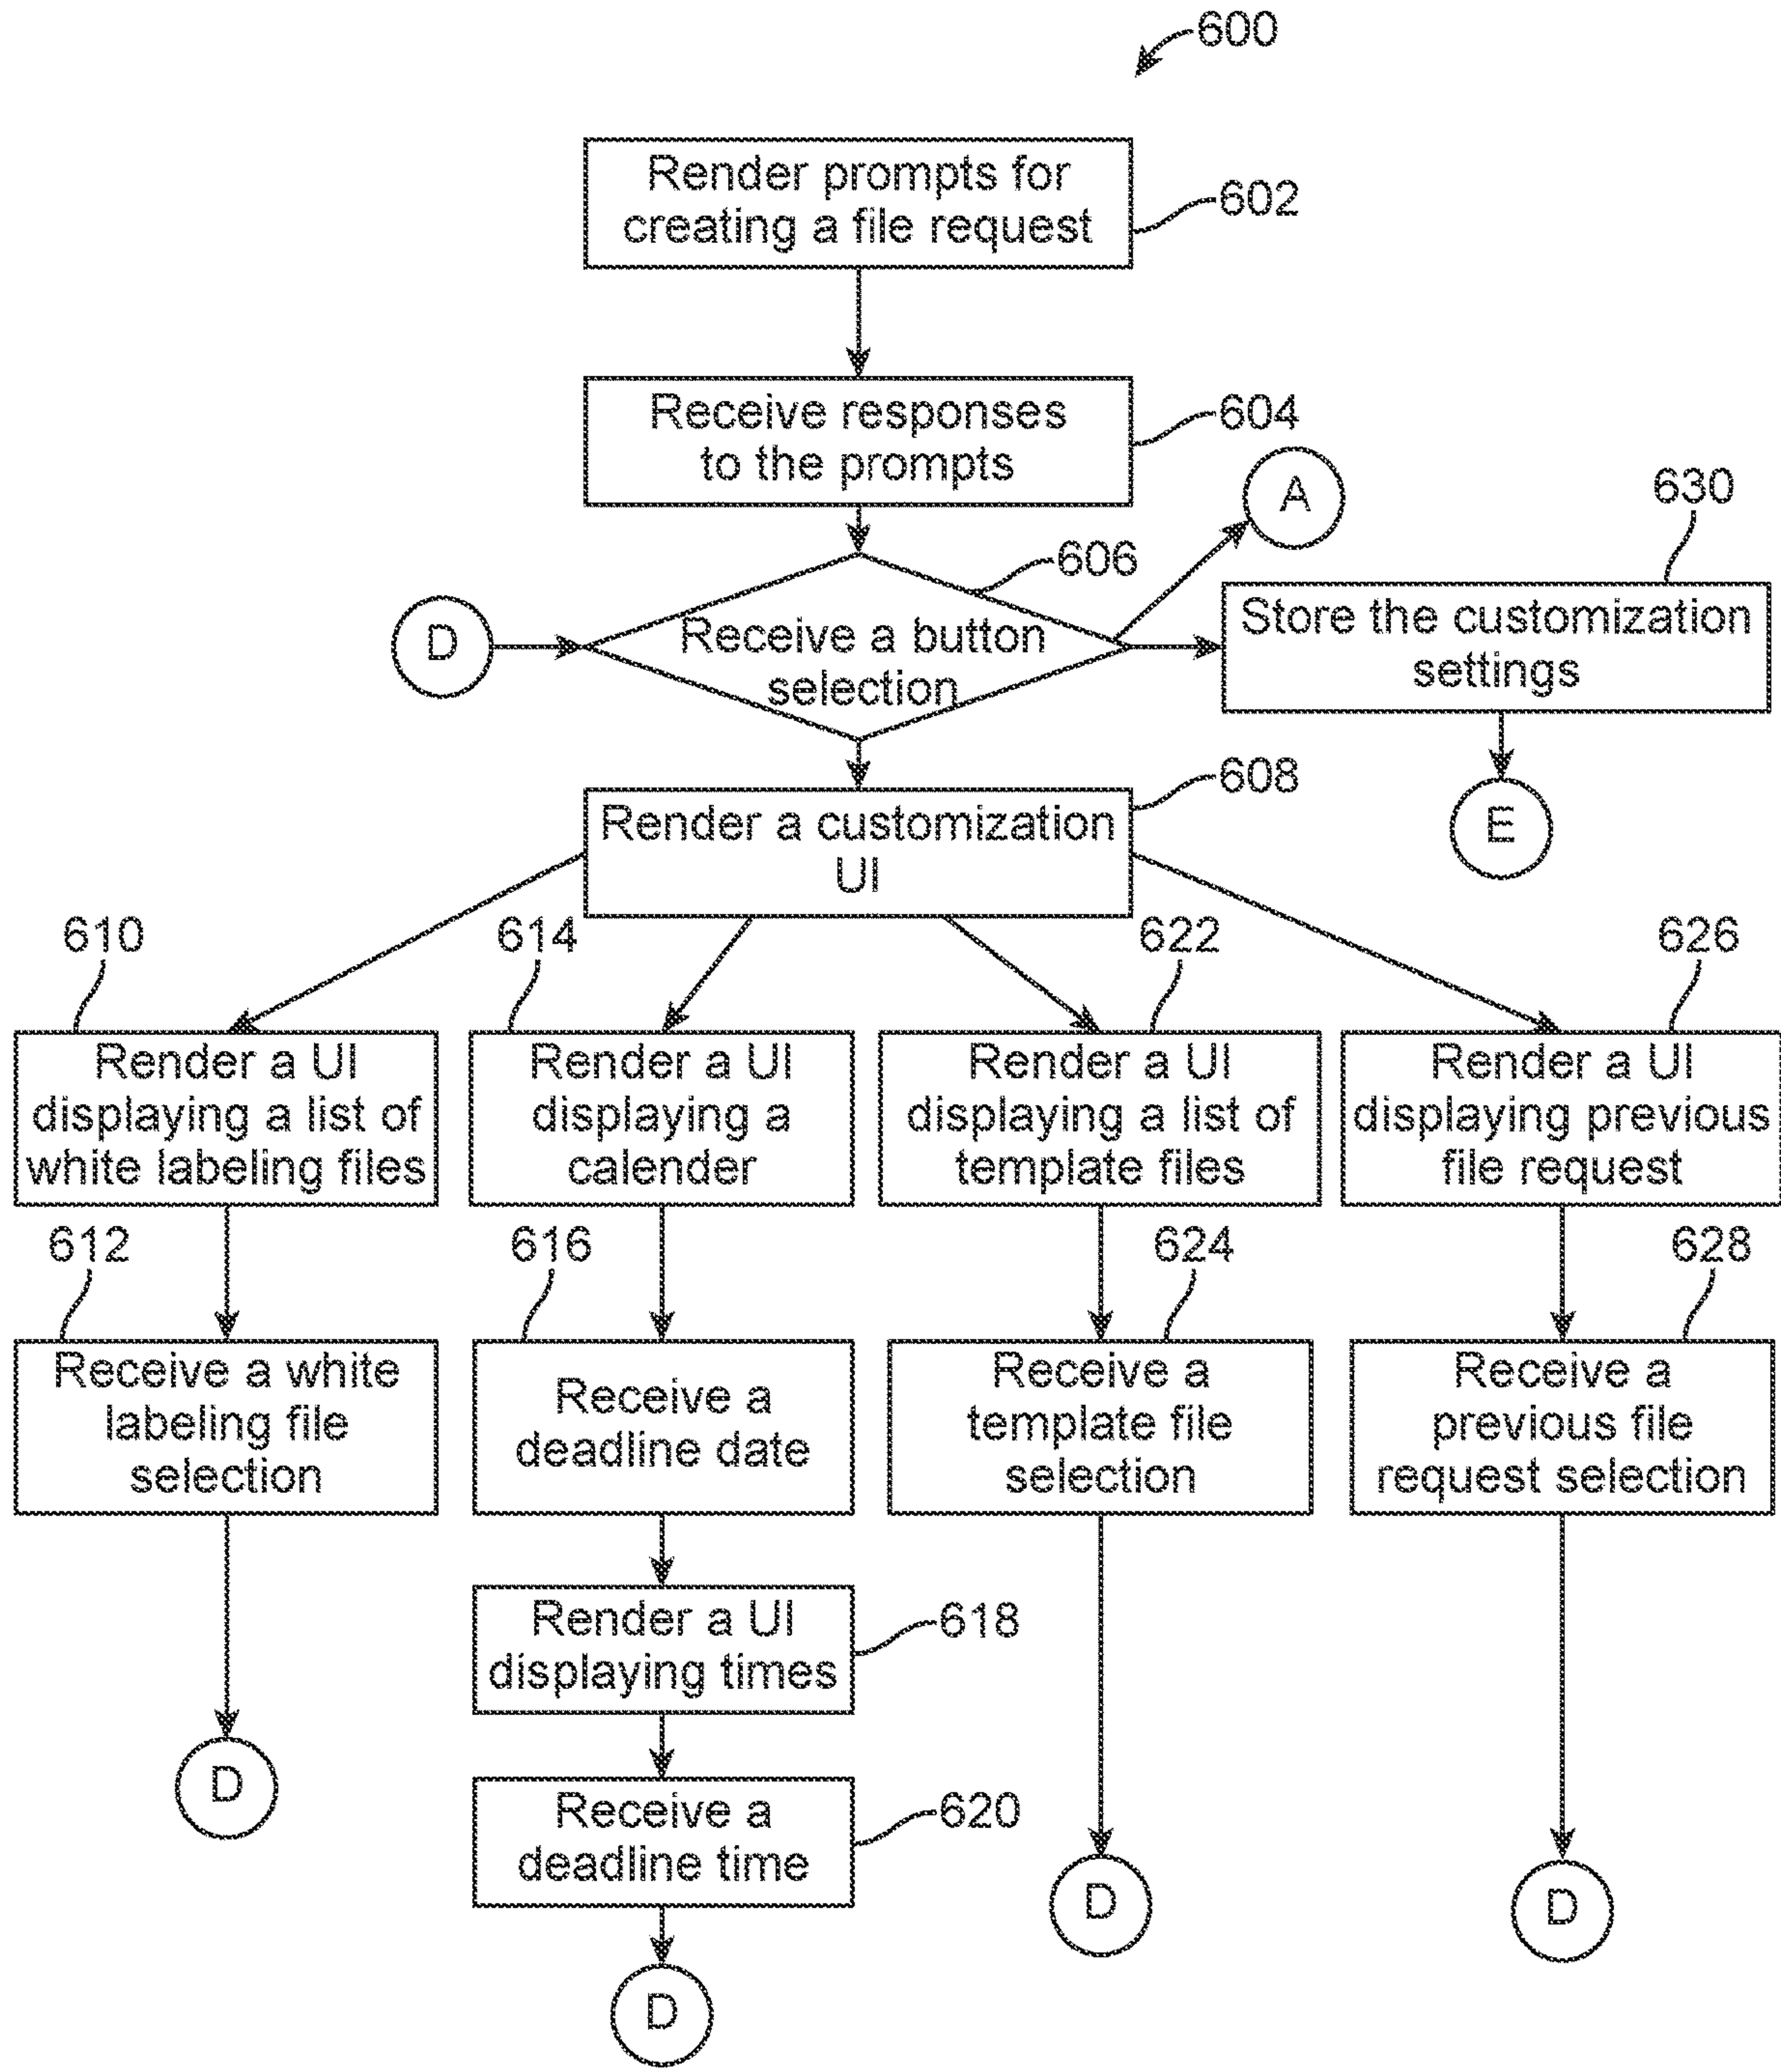 600
Render prompts for
creating a file request
602
Receive responses
to the prompts
604
A
630
606
D
Receive a button
selection
Store the customization
settings
608
Render a customization
UI
E
610
614
622
626
Render a UI
displaying a list of
white labeling files
Render a UI
displaying a
calender
Render a UI
displaying a list of
template files
Render a UI
displaying previous
file request
612
616
624
628
Receive a white
labeling file
selection
Receive a
deadline date
Receive a
template file
selection
Receive a
previous file
request selection
Render a UI
displaying times
618
D
Receive a
deadline time
620
D
D
D